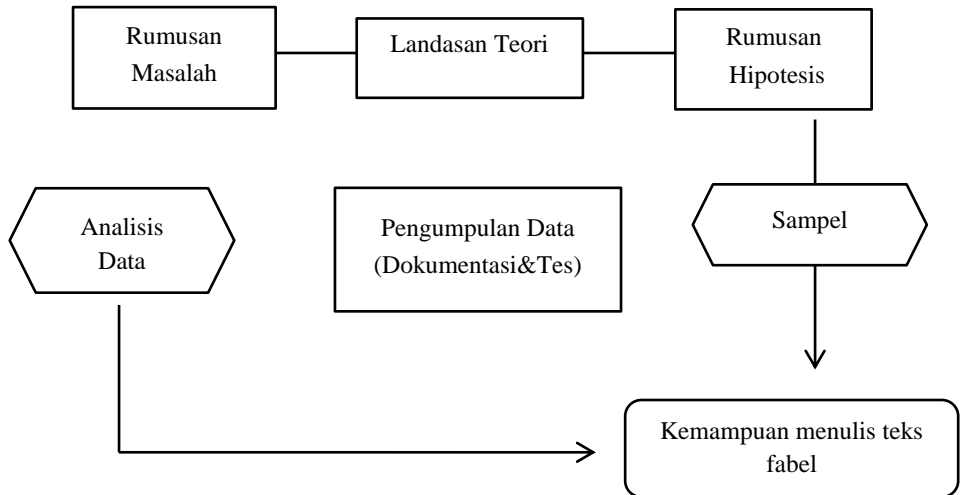 Rumusan
Masalah
Landasan Teori
Rumusan
Hipotesis
Analisis
Data
Pengumpulan Data
(Dokumentasi&Tes)
Sampel
Kemampuan menulis teks
fabel